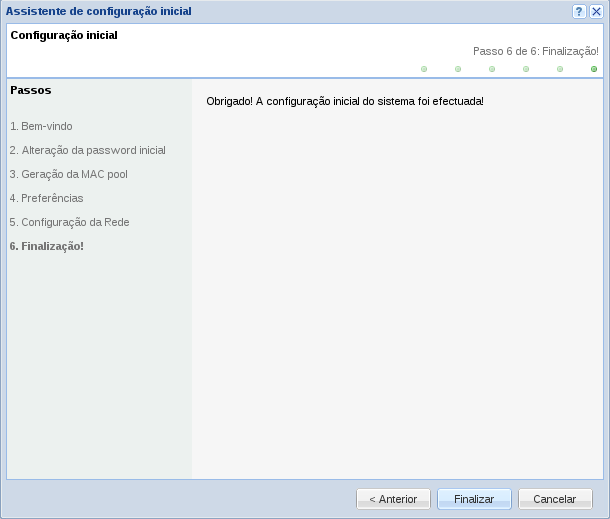 Assistente de configuração inicial
Configuração inicial
Passo 6 de 6: Finalização!
Passos
Obrigado! A configuração inicial do sistema foi efectuada!
1. Bem-vindo
2. Alteração da password inicial
3. Geração da MAC pool
4. Preferências
5. Configuração da Rede
6. Finalização!
< Anterior
Finalizar
Cancelar